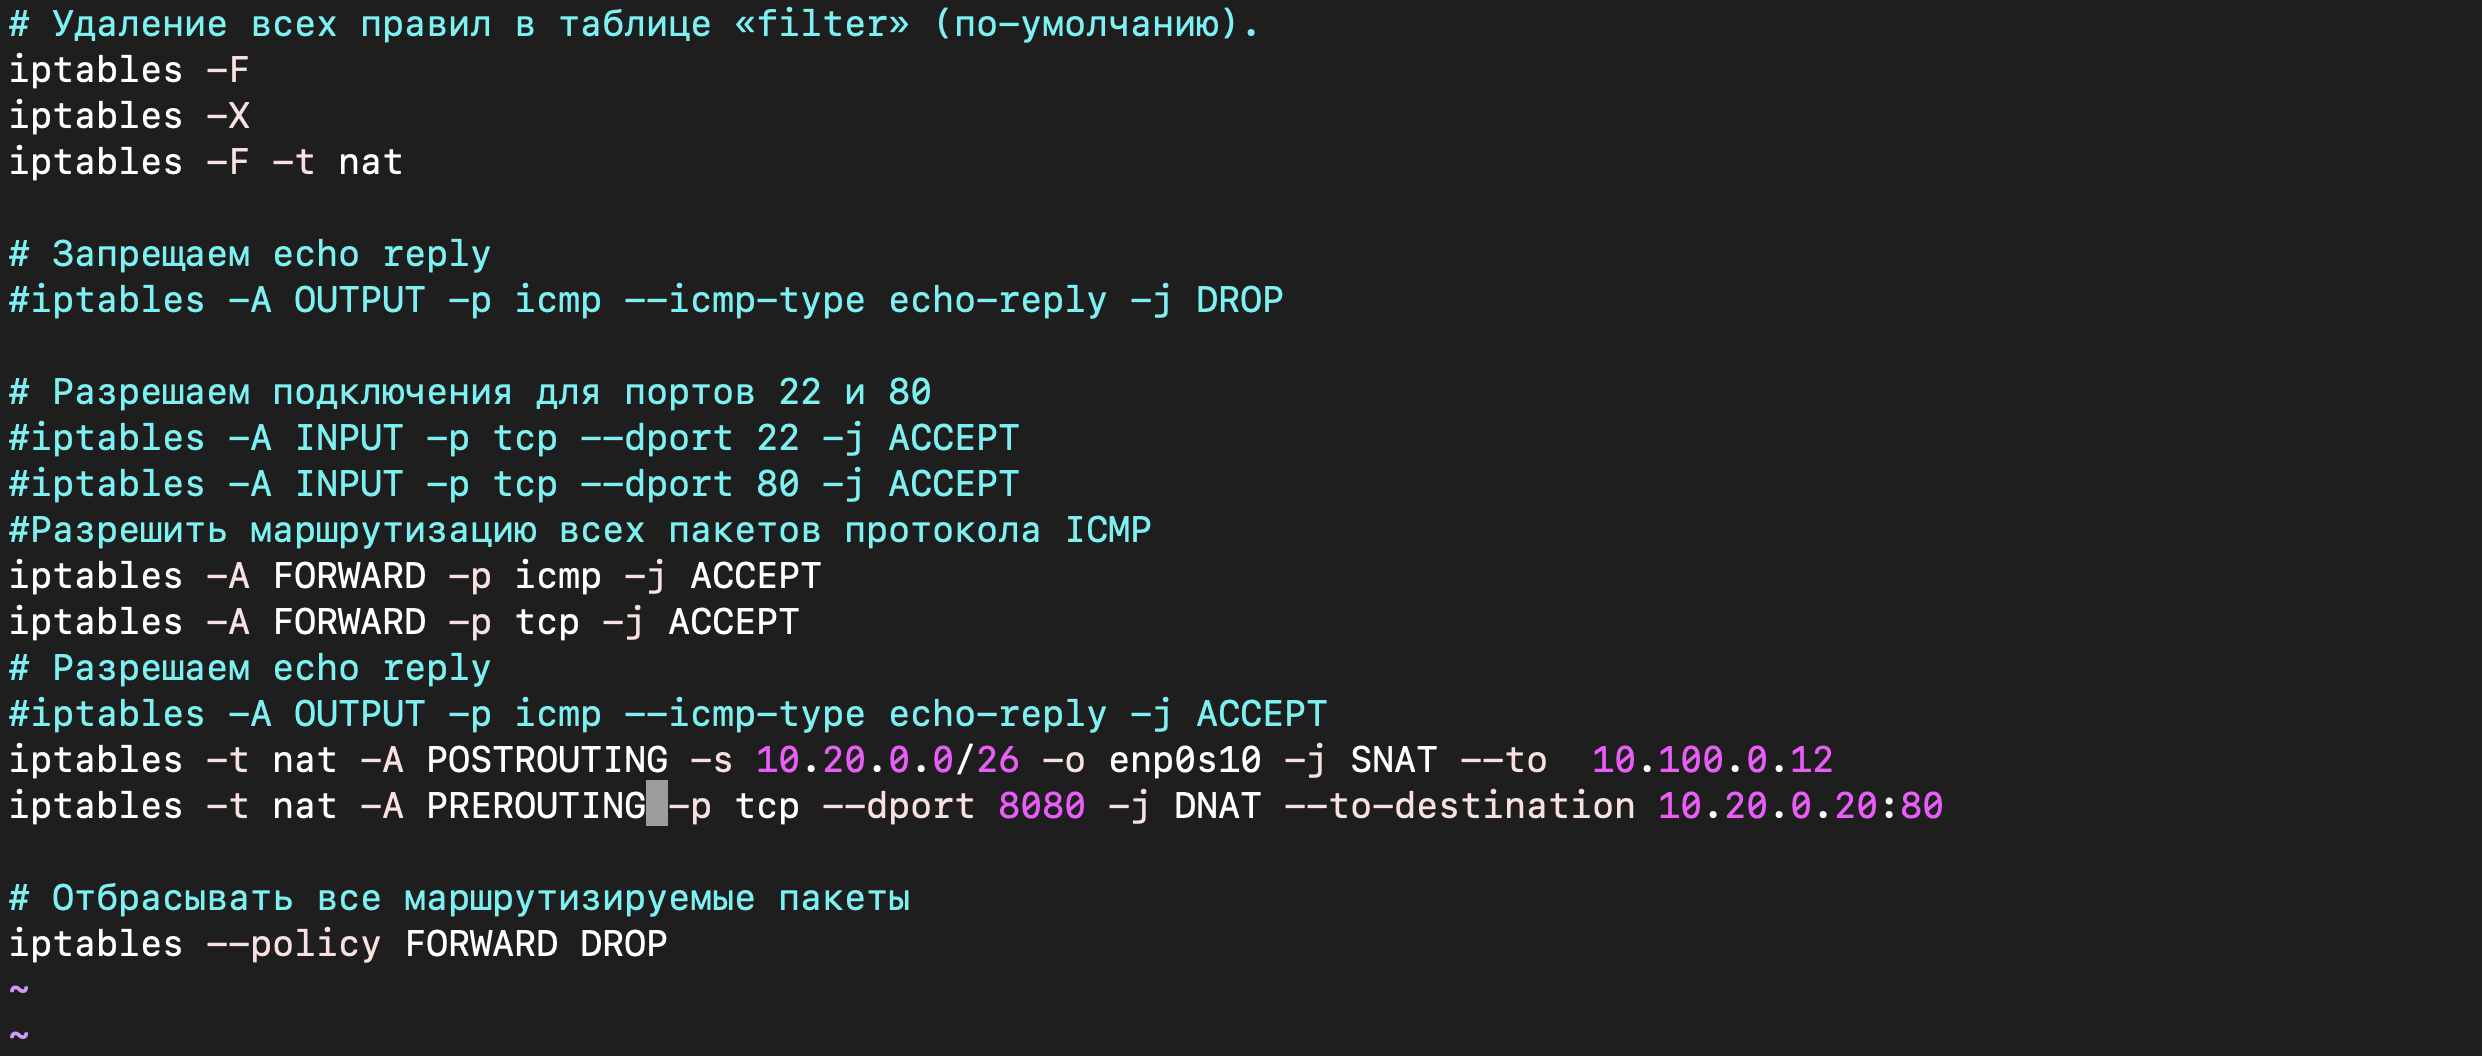 # Удаление всех правил в таблице «filter» (по-умолчанию).
iptables -F
iptables -X
iptables -F -t nat
# Запрещаем echo reply
#iptables -A OUTPUT -p icmp --icmp-type echo-reply -j DROP
# Разрешаем подключения для портов 22 и 80
#iptables -A INPUT -p tcp --dport 22 -j ACCEPT
#iptables -A INPUT -p tcp --dport 80 -j ACCEPT
#Разрешить маршрутизацию всех пакетов протокола ICMP
iptables -A FORWARD -p icmp -j ACCEPT
iptables -A FORWARD -p tcp -j ACCEPT
# Разрешаем echo reply
#iptables -A OUTPUT -p icmp --icmp-type echo-reply -j ACCEPT
iptables -t nat -A POSTROUTING -s 10.20.0.0/26 -o enp0s10 -j SNAT --to  10.100.0.12
iptables -t nat -A PREROUTING -p tcp --dport 8080 -j DNAT --to-destination 10.20.0.20:80
# Отбрасывать все маршрутизируемые пакеты
iptables --policy FORWARD DROP
~
~